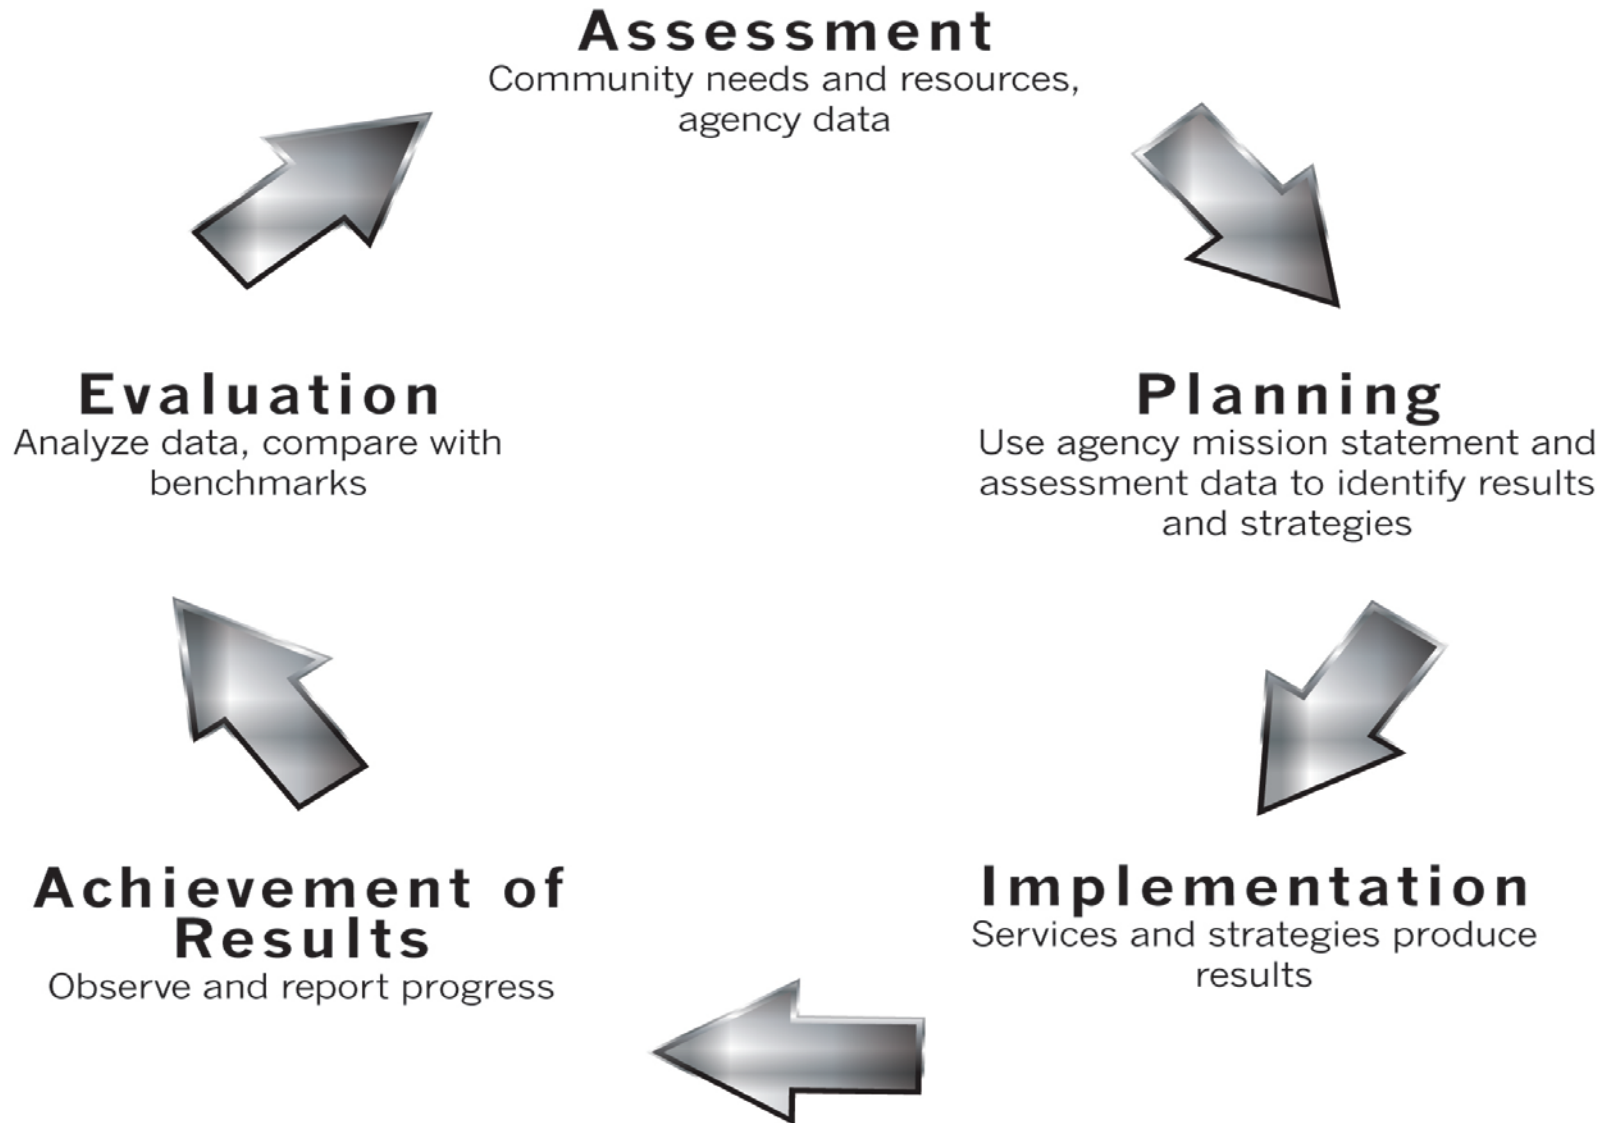 Assessment
Community needs and resources,
agency data
Planning
Use agency mission statement and
assessment data to identify results
and strategies
Implementation
Services and strategies produce
results
Achievement of
Results
Observe and report progress
Evaluation
Analyze data, compare with
benchmarks